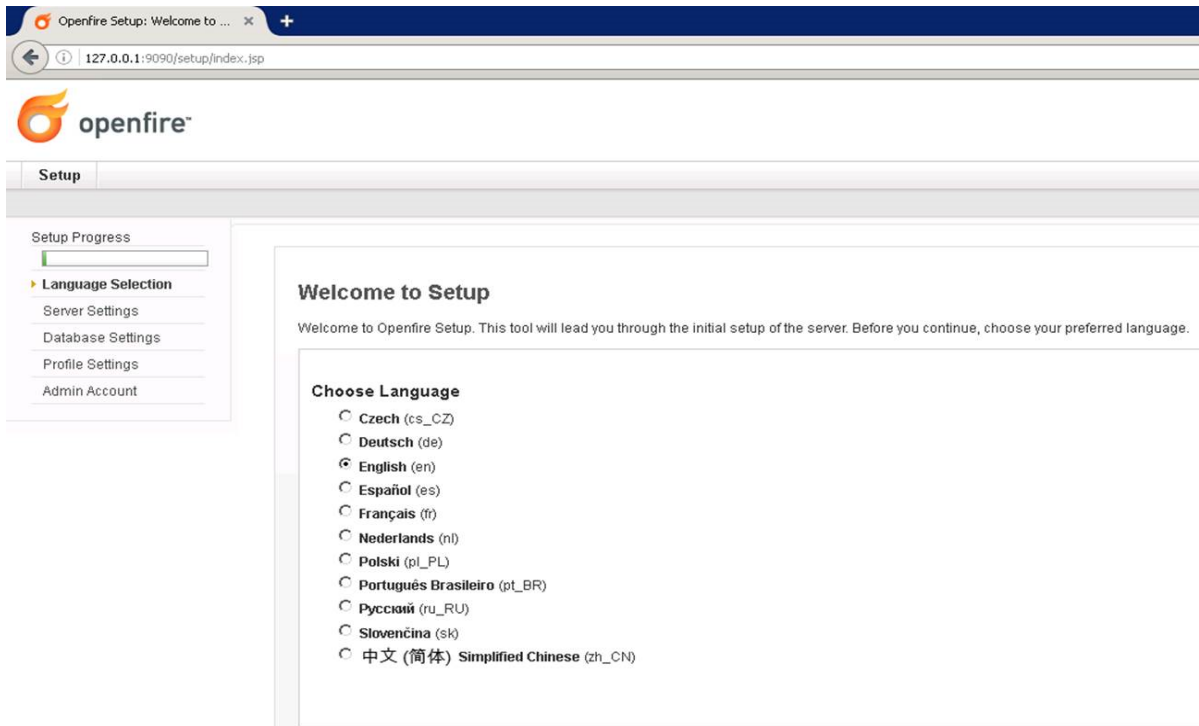 Openfire Setup: Welcome to ...
127.0.0.1:9090/setup/index.jsp
openfire™
Setup
Setup Progress
Language Selection
Server Settings
Database Settings
Profile Settings
Admin Account
Welcome to Setup
Welcome to Openfire Setup. This tool will lead you through the initial setup of the server. Before you continue, choose your preferred language.
Choose Language
Czech (cs_CZ)
Deutsch (de)
English (en)
Español (es)
Français (fr)
Nederlands (nl)
Polski (pl_PL)
Português Brasileiro (pt_BR)
Русский (ru_RU)
Slovenčina (sk)
中文 (简体) Simplified Chinese (zh_CN)